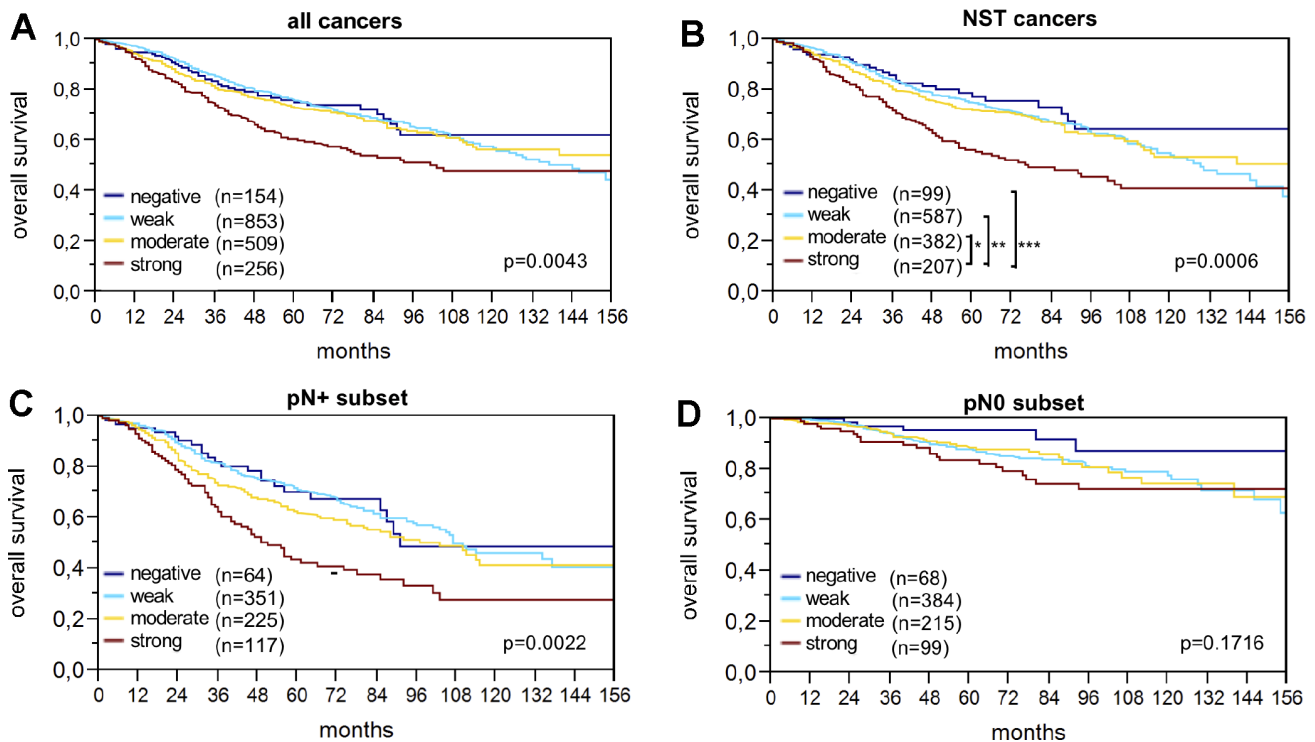 A
all cancers
1,0
0,8
0,6
0,4
0,2
0,0
overall survival
negative (n=154)
weak (n=853)
moderate (n=509)
strong (n=256)
p=0.0043
0 12 24 36 48 60 72 84 96 108 120 132 144 156
months
B
NST cancers
1,0
0,8
0,6
0,4
0,2
0,0
overall survival
negative (n=99)
weak (n=587)
moderate (n=382) * ** ***
strong (n=207)
p=0.0006
0 12 24 36 48 60 72 84 96 108 120 132 144 156
months
C
pN+ subset
1,0
0,8
0,6
0,4
0,2
0,0
overall survival
negative (n=64)
weak (n=351)
moderate (n=225)
strong (n=117)
p=0.0022
0 12 24 36 48 60 72 84 96 108 120 132 144 156
months
D
pN0 subset
1,0
0,8
0,6
0,4
0,2
0,0
overall survival
negative (n=68)
weak (n=384)
moderate (n=215)
strong (n=99)
p=0.1716
0 12 24 36 48 60 72 84 96 108 120 132 144 156
months